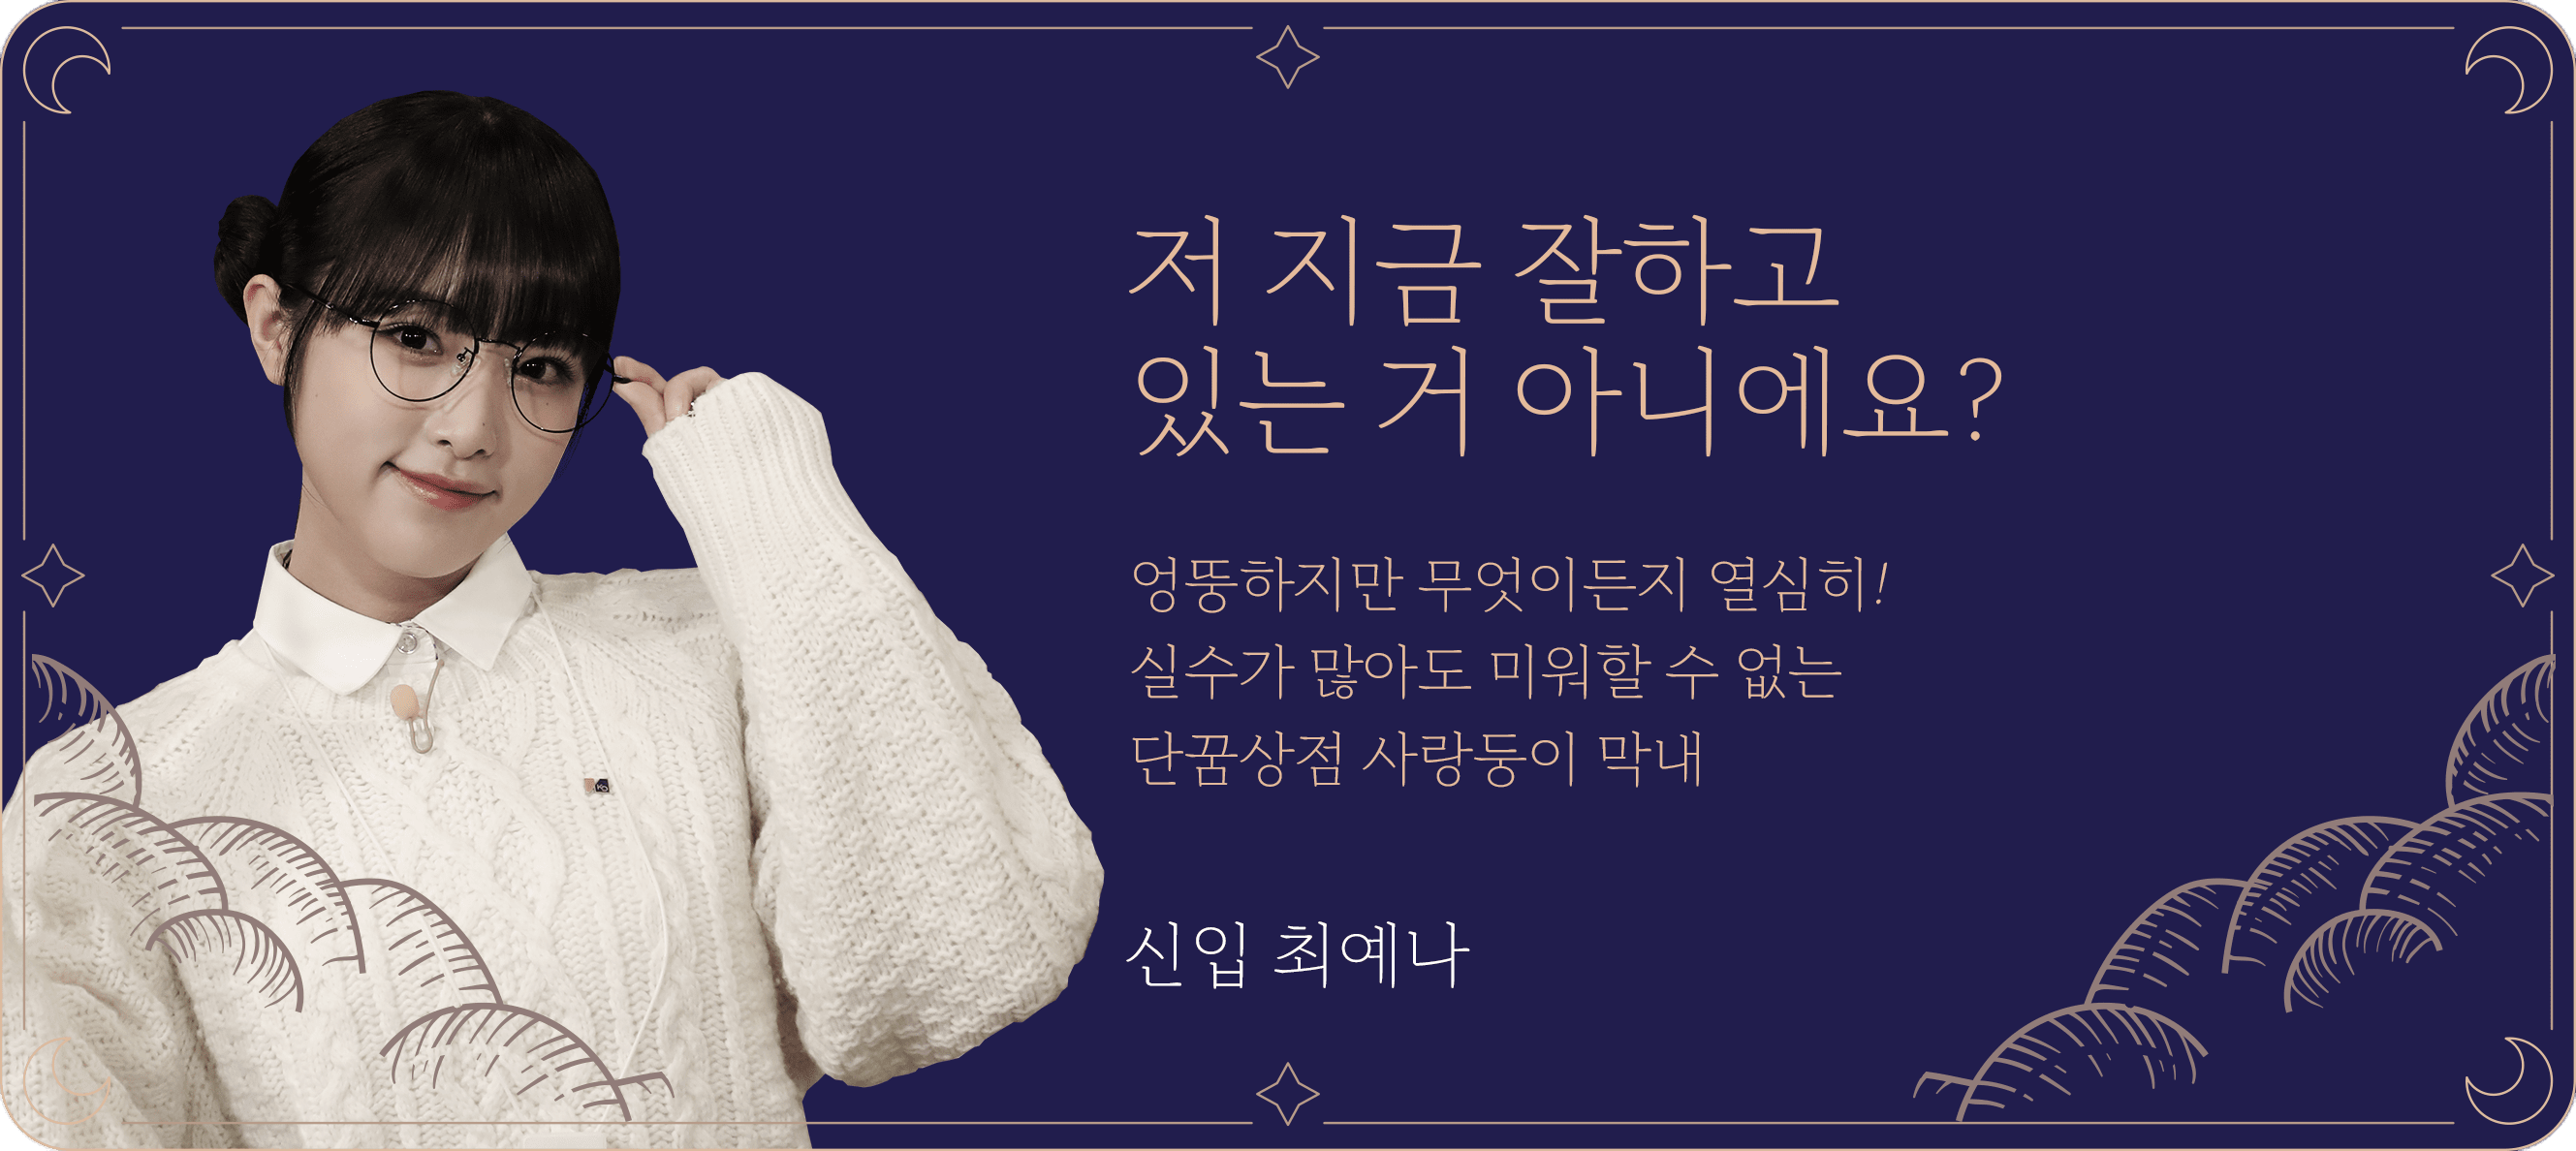 저 지금 잘하고
있는 거 아니에요?
엉뚱하지만 무엇이든지 열심히!
실수가 많아도 미워할 수 없는
단꿈상점 사랑둥이 막내
신입 최예나